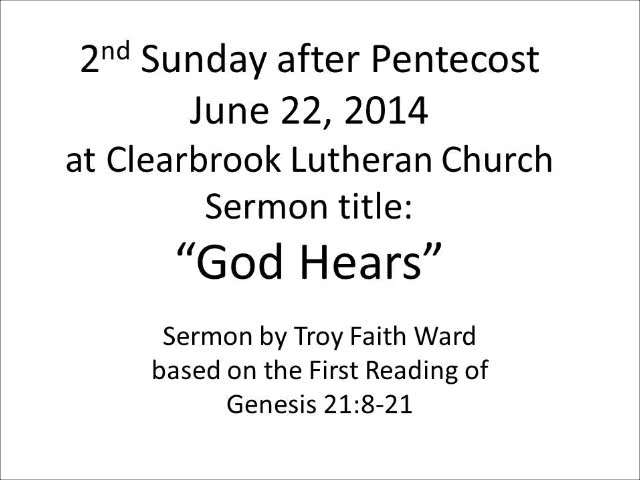 2nd Sunday after Pentecost
June 22, 2014
at Clearbrook Lutheran Church
Sermon title:
“God Hears”
Sermon by Troy Faith Ward
based on the First Reading of
Genesis 21:8-21